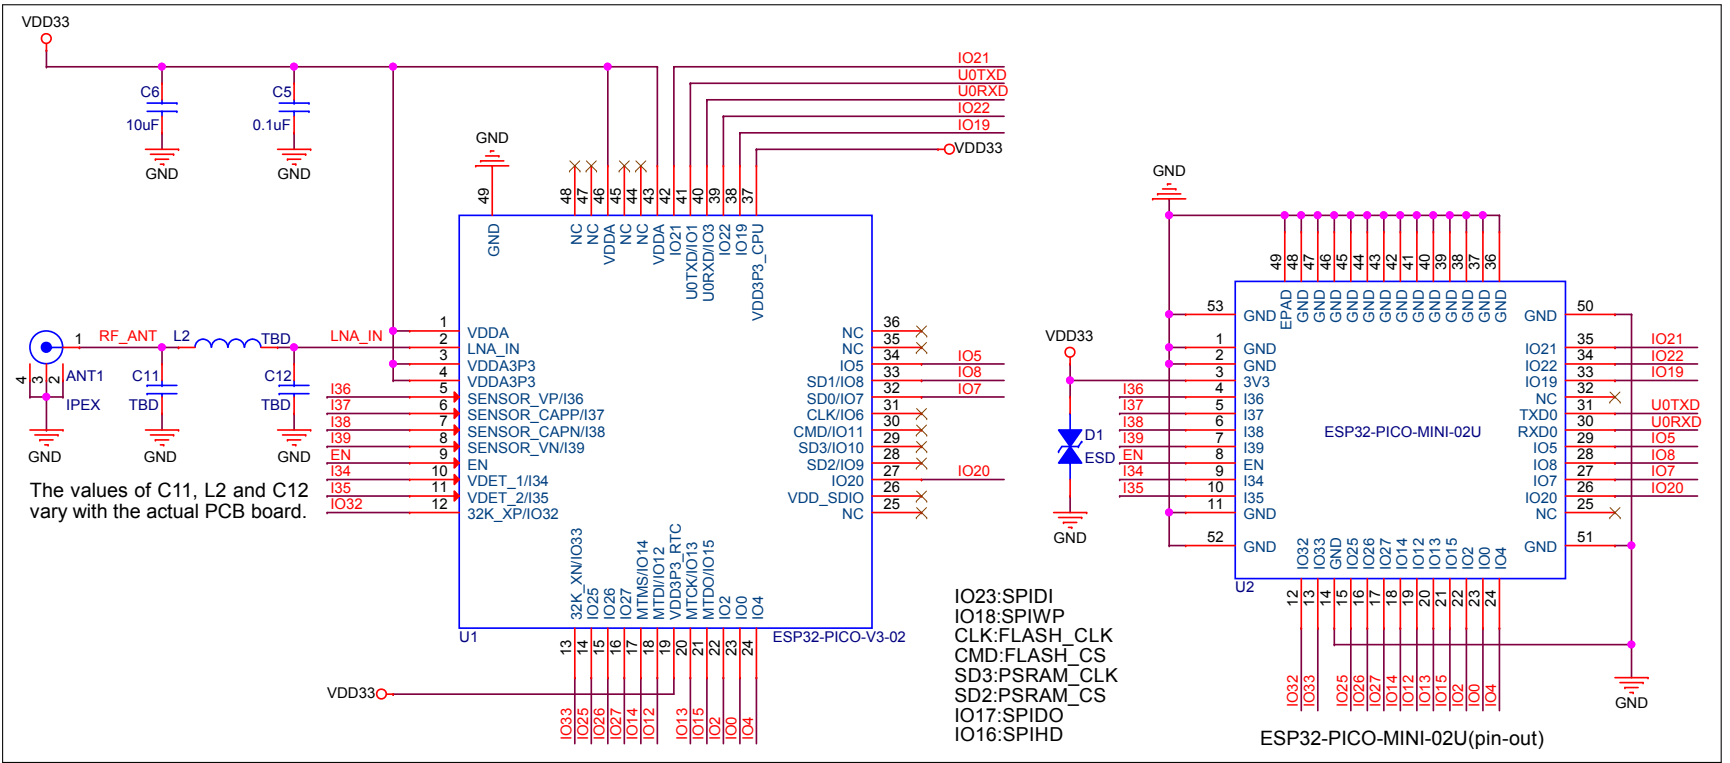 VDD33
C6
10uF
GND
C5
0.1uF
GND
GND
IO21
U0TXD
U0RXD
IO22
IO19
VDD33
49
48
47
46
45
44
43
42
41
40
39
38
37
GND
NC
NC
VDDA
NC
NC
VDDA
IO21
U0TXD/IO1
U0RXD/IO3
IO22
IO19
VDD3P3_CPU
1 RF_ANT L2 TBD LNA_IN
4 3 2 ANT1
IPEX
GND
C11
TBD
GND
C12
TBD
GND
The values of C11, L2 and C12
vary with the actual PCB board.
1 VDDA
2 LNA_IN
3 VDDA3P3
4 VDDA3P3
I36 5 SENSOR_VP/I36
I37 6 SENSOR_CAPP/I37
I38 7 SENSOR_CAPN/I38
I39 8 SENSOR_VN/I39
EN 9 EN
I34 10 VDET_1/I34
I35 11 VDET_2/I35
IO32 12 32K_XP/IO32
NC 36
NC 35
IO5 34 IO5
SD1/IO8 33 IO8
SD0/IO7 32 IO7
CLK/IO6 31
CMD/IO11 30
SD3/IO10 29
SD2/IO9 28
IO20 27 IO20
VDD_SDIO 26
NC 25
32K_XN/IO33
IO25
IO26
IO27
MTMS/IO14
MTDI/IO12
VDD3P3_RTC
MTCK/IO13
MTDO/IO15
IO2
IO0
IO4
U1
ESP32-PICO-V3-02
13
14
15
16
17
18
19
20
21
22
23
24
VDD33
IO33
IO25
IO26
IO27
IO14
IO12
IO13
IO15
IO2
IO0
IO4
IO23:SPIDI
IO18:SPIWP
CLK:FLASH_CLK
CMD:FLASH_CS
SD3:PSRAM_CLK
SD2:PSRAM_CS
IO17:SPIDO
IO16:SPIHD
GND
49
48
47
46
45
44
43
42
41
40
39
38
37
36
EPAD
GND
GND
GND
GND
GND
GND
GND
GND
GND
GND
GND
GND
GND
VDD33
D1
ESD
GND
53 GND
1 GND
2 GND
3 3V3
I36 4 I36
I37 5 I37
I38 6 I38
I39 7 I39
EN 8 EN
I34 9 I34
I35 10 I35
11 GND
52 GND
ESP32-PICO-MINI-02U
GND 50
IO21 35 IO21
IO22 34 IO22
IO19 33 IO19
NC 32
TXD0 31 U0TXD
RXD0 30 U0RXD
IO5 29 IO5
IO8 28 IO8
IO7 27 IO7
IO20 26 IO20
NC 25
GND 51
IO32
IO33
GND
IO25
IO26
IO27
IO14
IO12
IO13
IO15
IO2
IO0
IO4
U2
12
13
14
15
16
17
18
19
20
21
22
23
24
IO32
IO33
IO25
IO26
IO27
IO14
IO12
IO13
IO15
IO2
IO0
IO4
GND
ESP32-PICO-MINI-02U(pin-out)